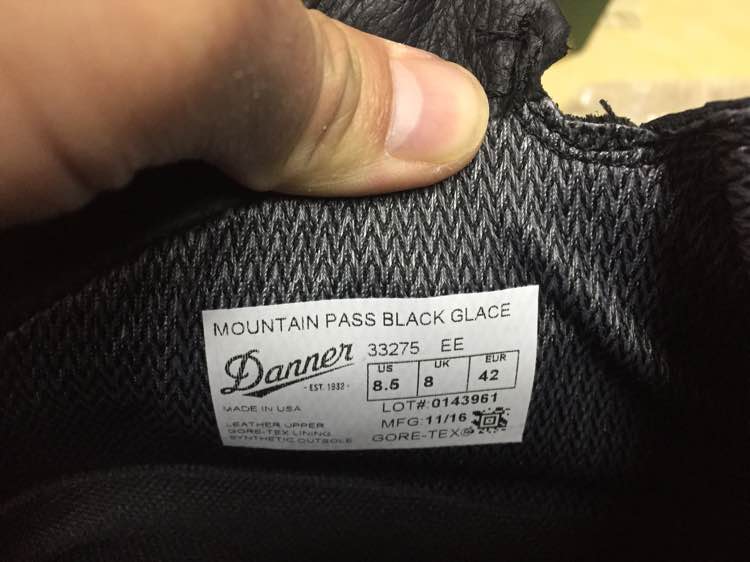 MOUNTAIN PASS BLACK GLACE
Danner
- EST. 1932 -
33275 EE
US UK EUR
8.5 8 42
MADE IN USA
LOT#:0143961
LEATHER UPPER
GORE-TEX LINING
SYNTHETIC OUTSOLE
MFG:11/16
GORE-TEX®